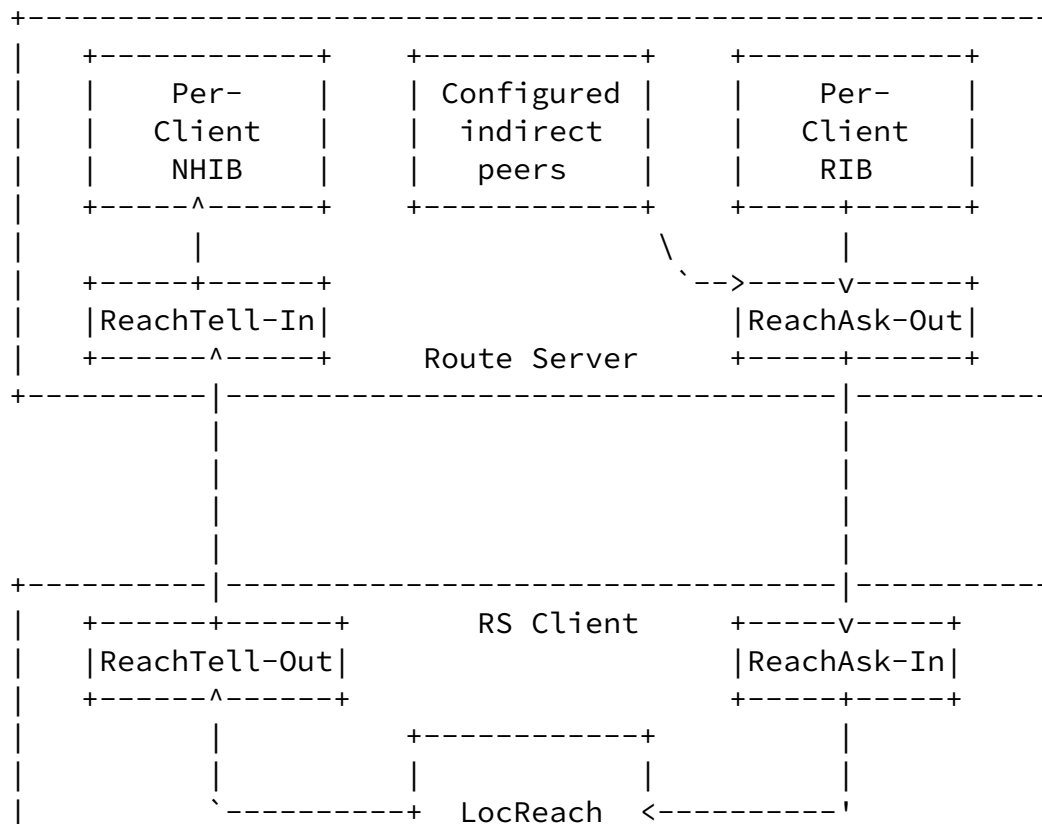 Per- Configured Per-
Client indirect Client
NHIB peers RIB
ReachTell-In ReachAsk-Out
Route Server
RS Client
ReachTell-Out ReachAsk-In
LocReach